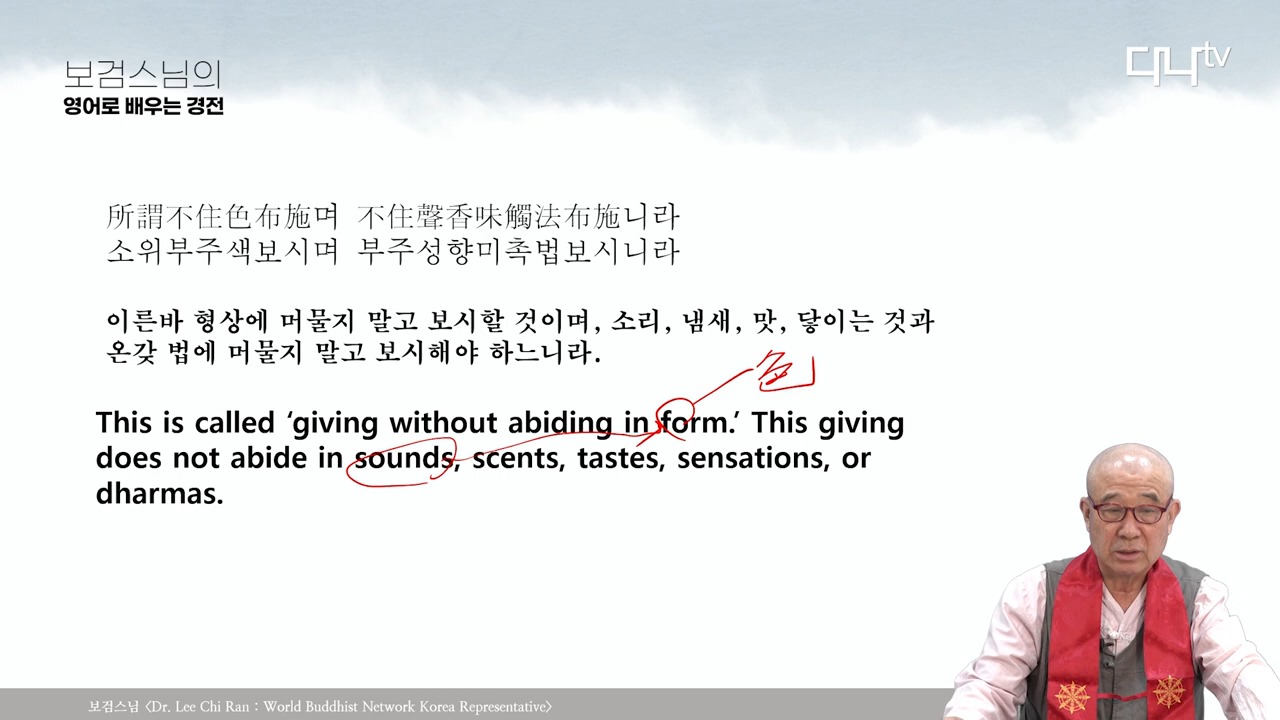 보검스님의
영어로 배우는 경전
다나tv
所謂不住色布施며 不住聲香味觸法布施니라
소위부주색보시며 부주성향미촉법보시니라
이른바 형상에 머물지 말고 보시할 것이며, 소리, 냄새, 맛, 닿이는 것과
온갖 법에 머물지 말고 보시해야 하느니라.
色
This is called ‘giving without abiding in form.’ This giving
does not abide in sounds, scents, tastes, sensations, or
dharmas.
보검스님 <Dr. Lee Chi Ran : World Buddhist Network Korea Representative>